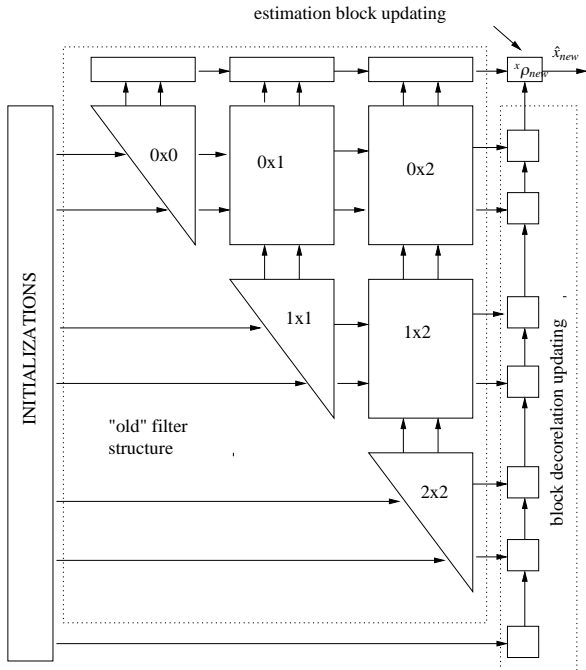 estimation block updating
x̂new
xρnew
0x0
0x1
0x2
1x1
1x2
2x2
"old" filter
structure
INITIALIZATIONS
block decorelation updating